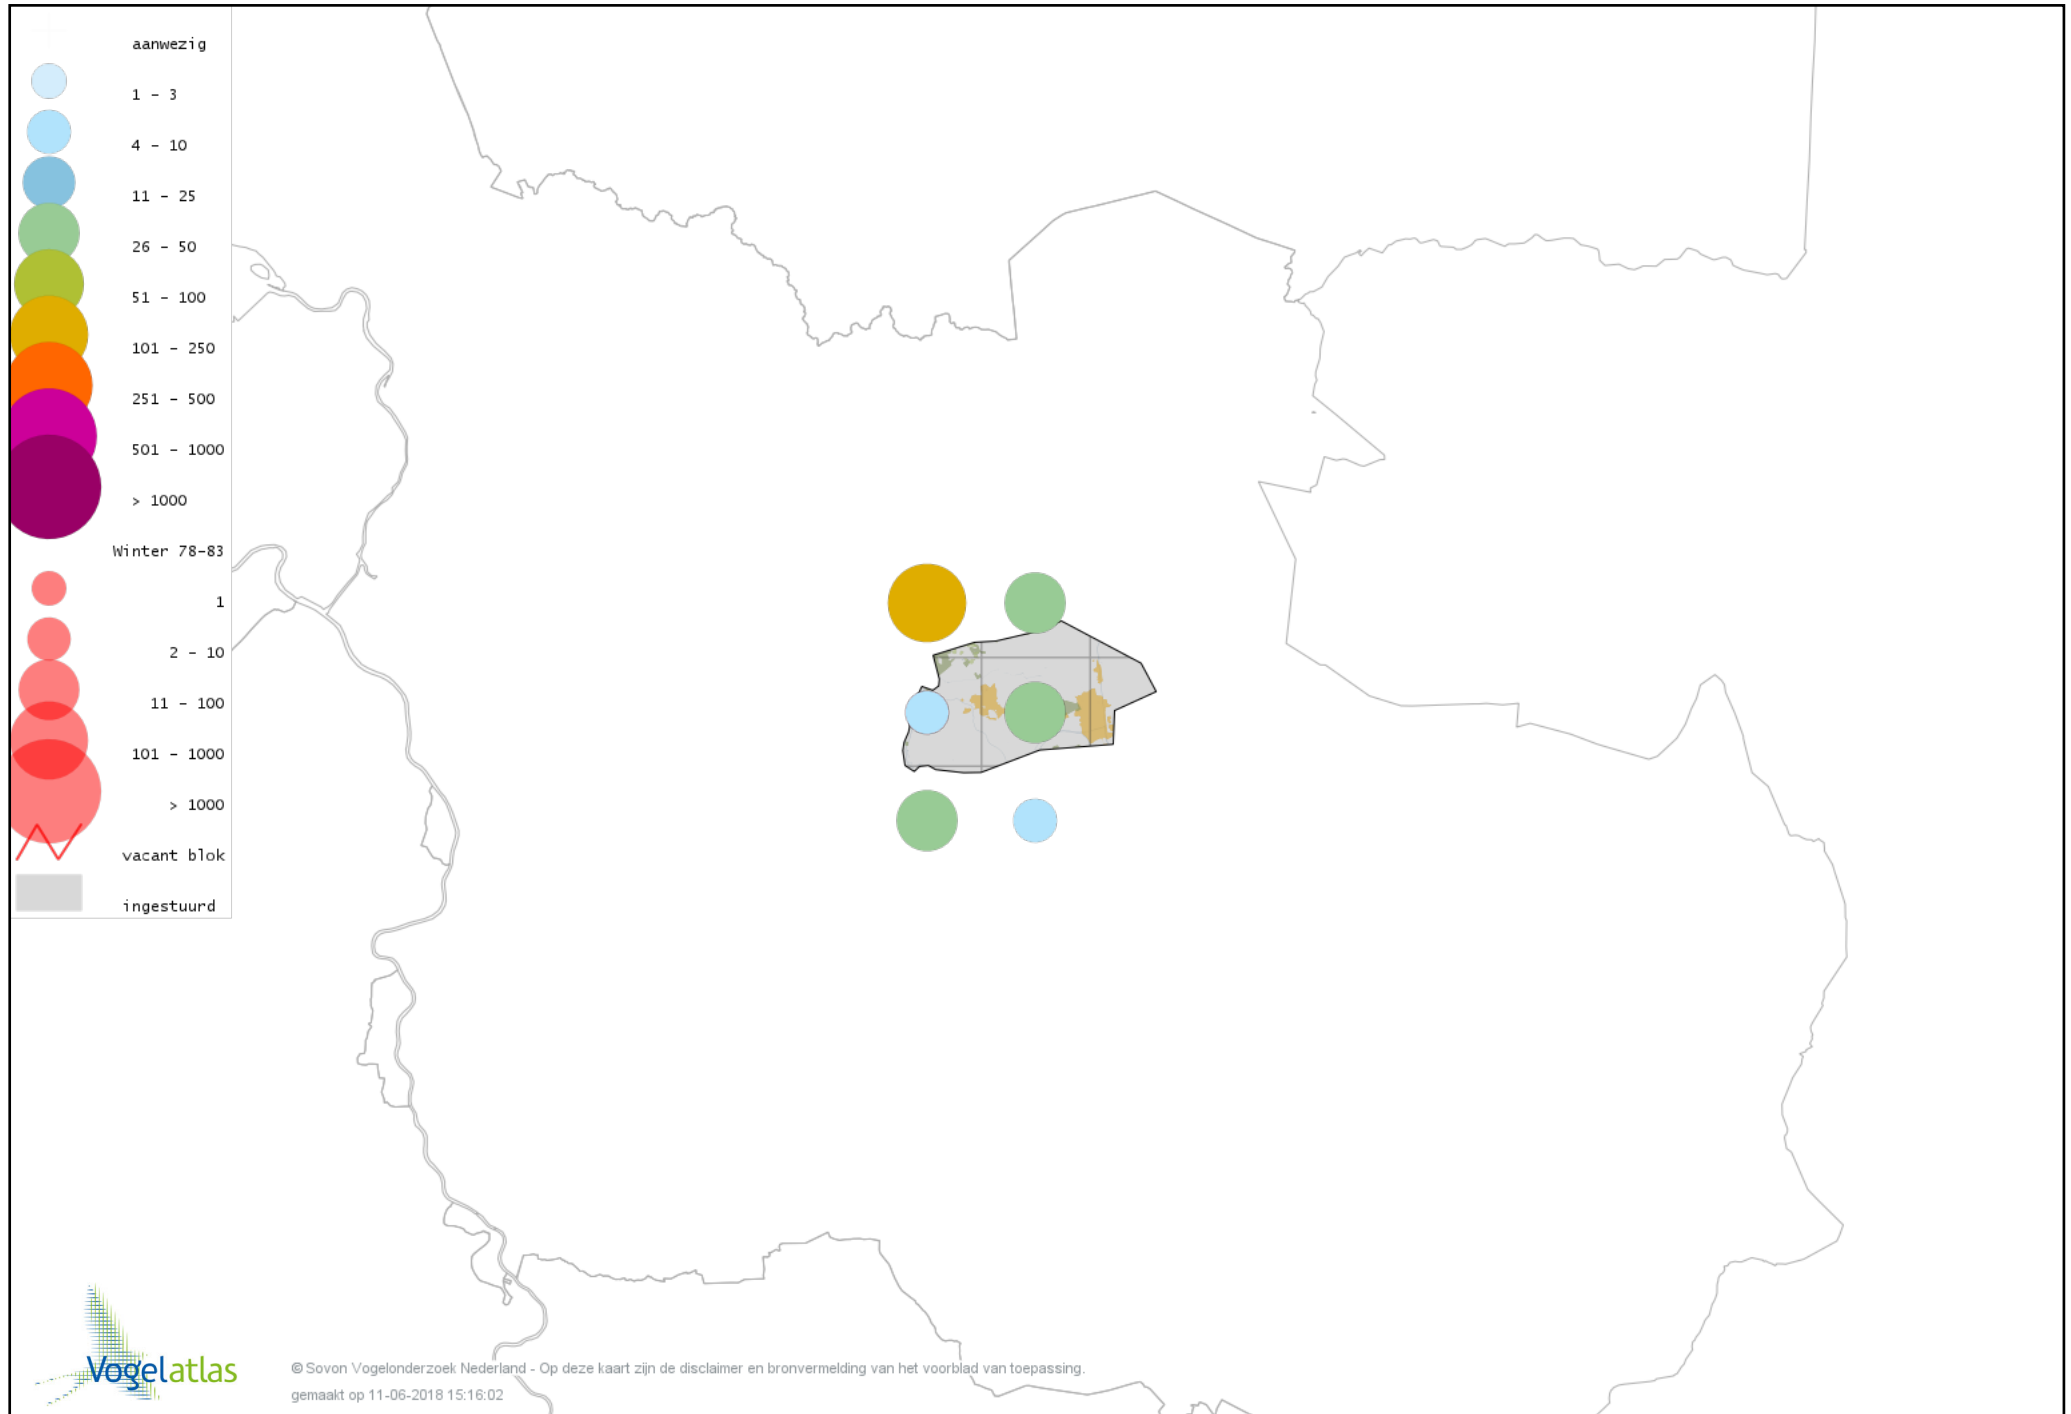 aanwezig
1 - 3
4 - 10
11 - 25
26 - 50
51 - 100
101 - 250
251 - 500
501 - 1000
> 1000
Winter 78-83
1
2 - 10
11 - 100
101 - 1000
> 1000
vacant blok
ingestuurd
Vogelatlas
© Sovon Vogelonderzoek Nederland - Op deze kaart zijn de disclaimer en bronvermelding van het voorblad van toepassing.
gemaakt op 11-06-2018 15:16:02